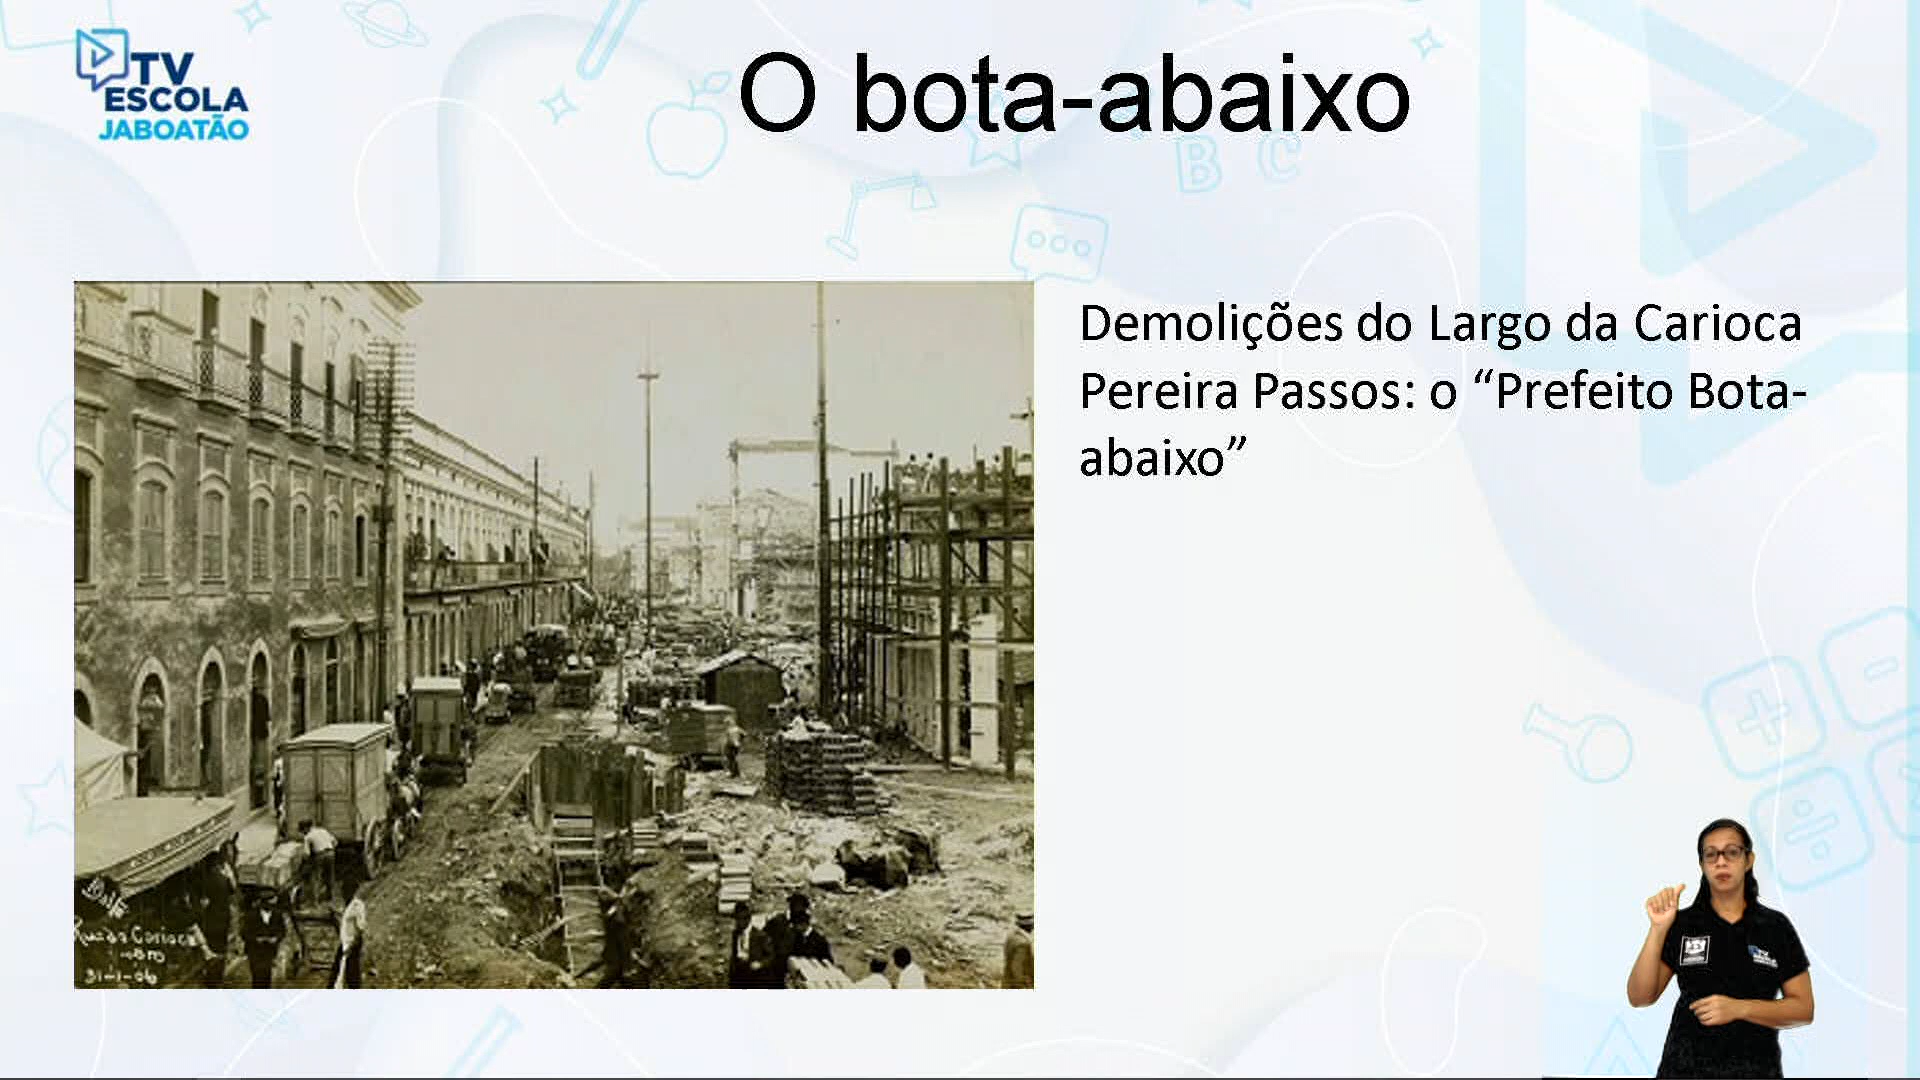 TV
ESCOLA
JABOATÃO
O bota-abaixo
B C
Demolições do Largo da Carioca
Pereira Passos: o “Prefeito Bota-
abaixo”
Rua da Carioca
31-1-06